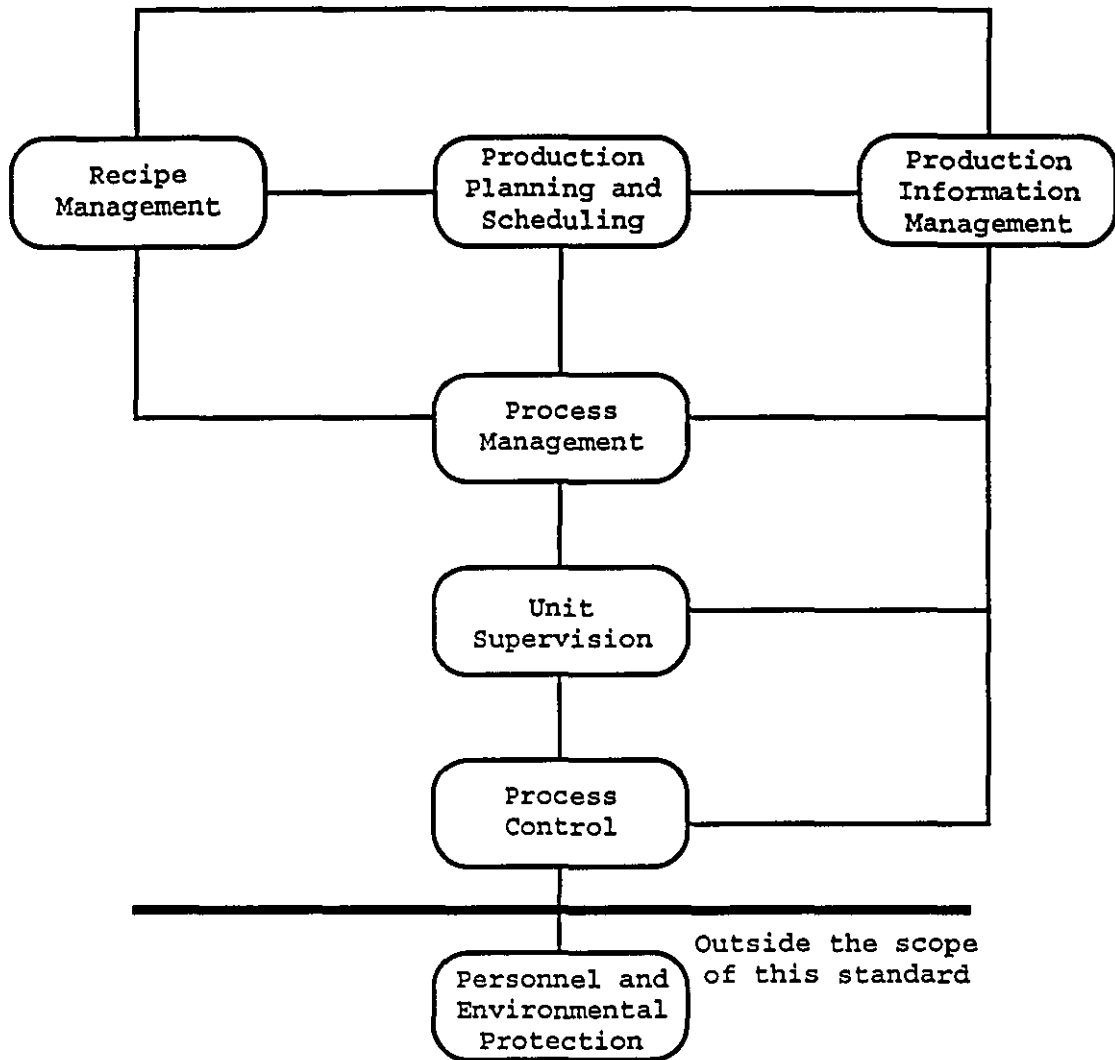 Recipe
Management
Production
Planning and
Scheduling
Production
Information
Management
Process
Management
Unit
Supervision
Process
Control
Outside the scope
of this standard
Personnel and
Environmental
Protection